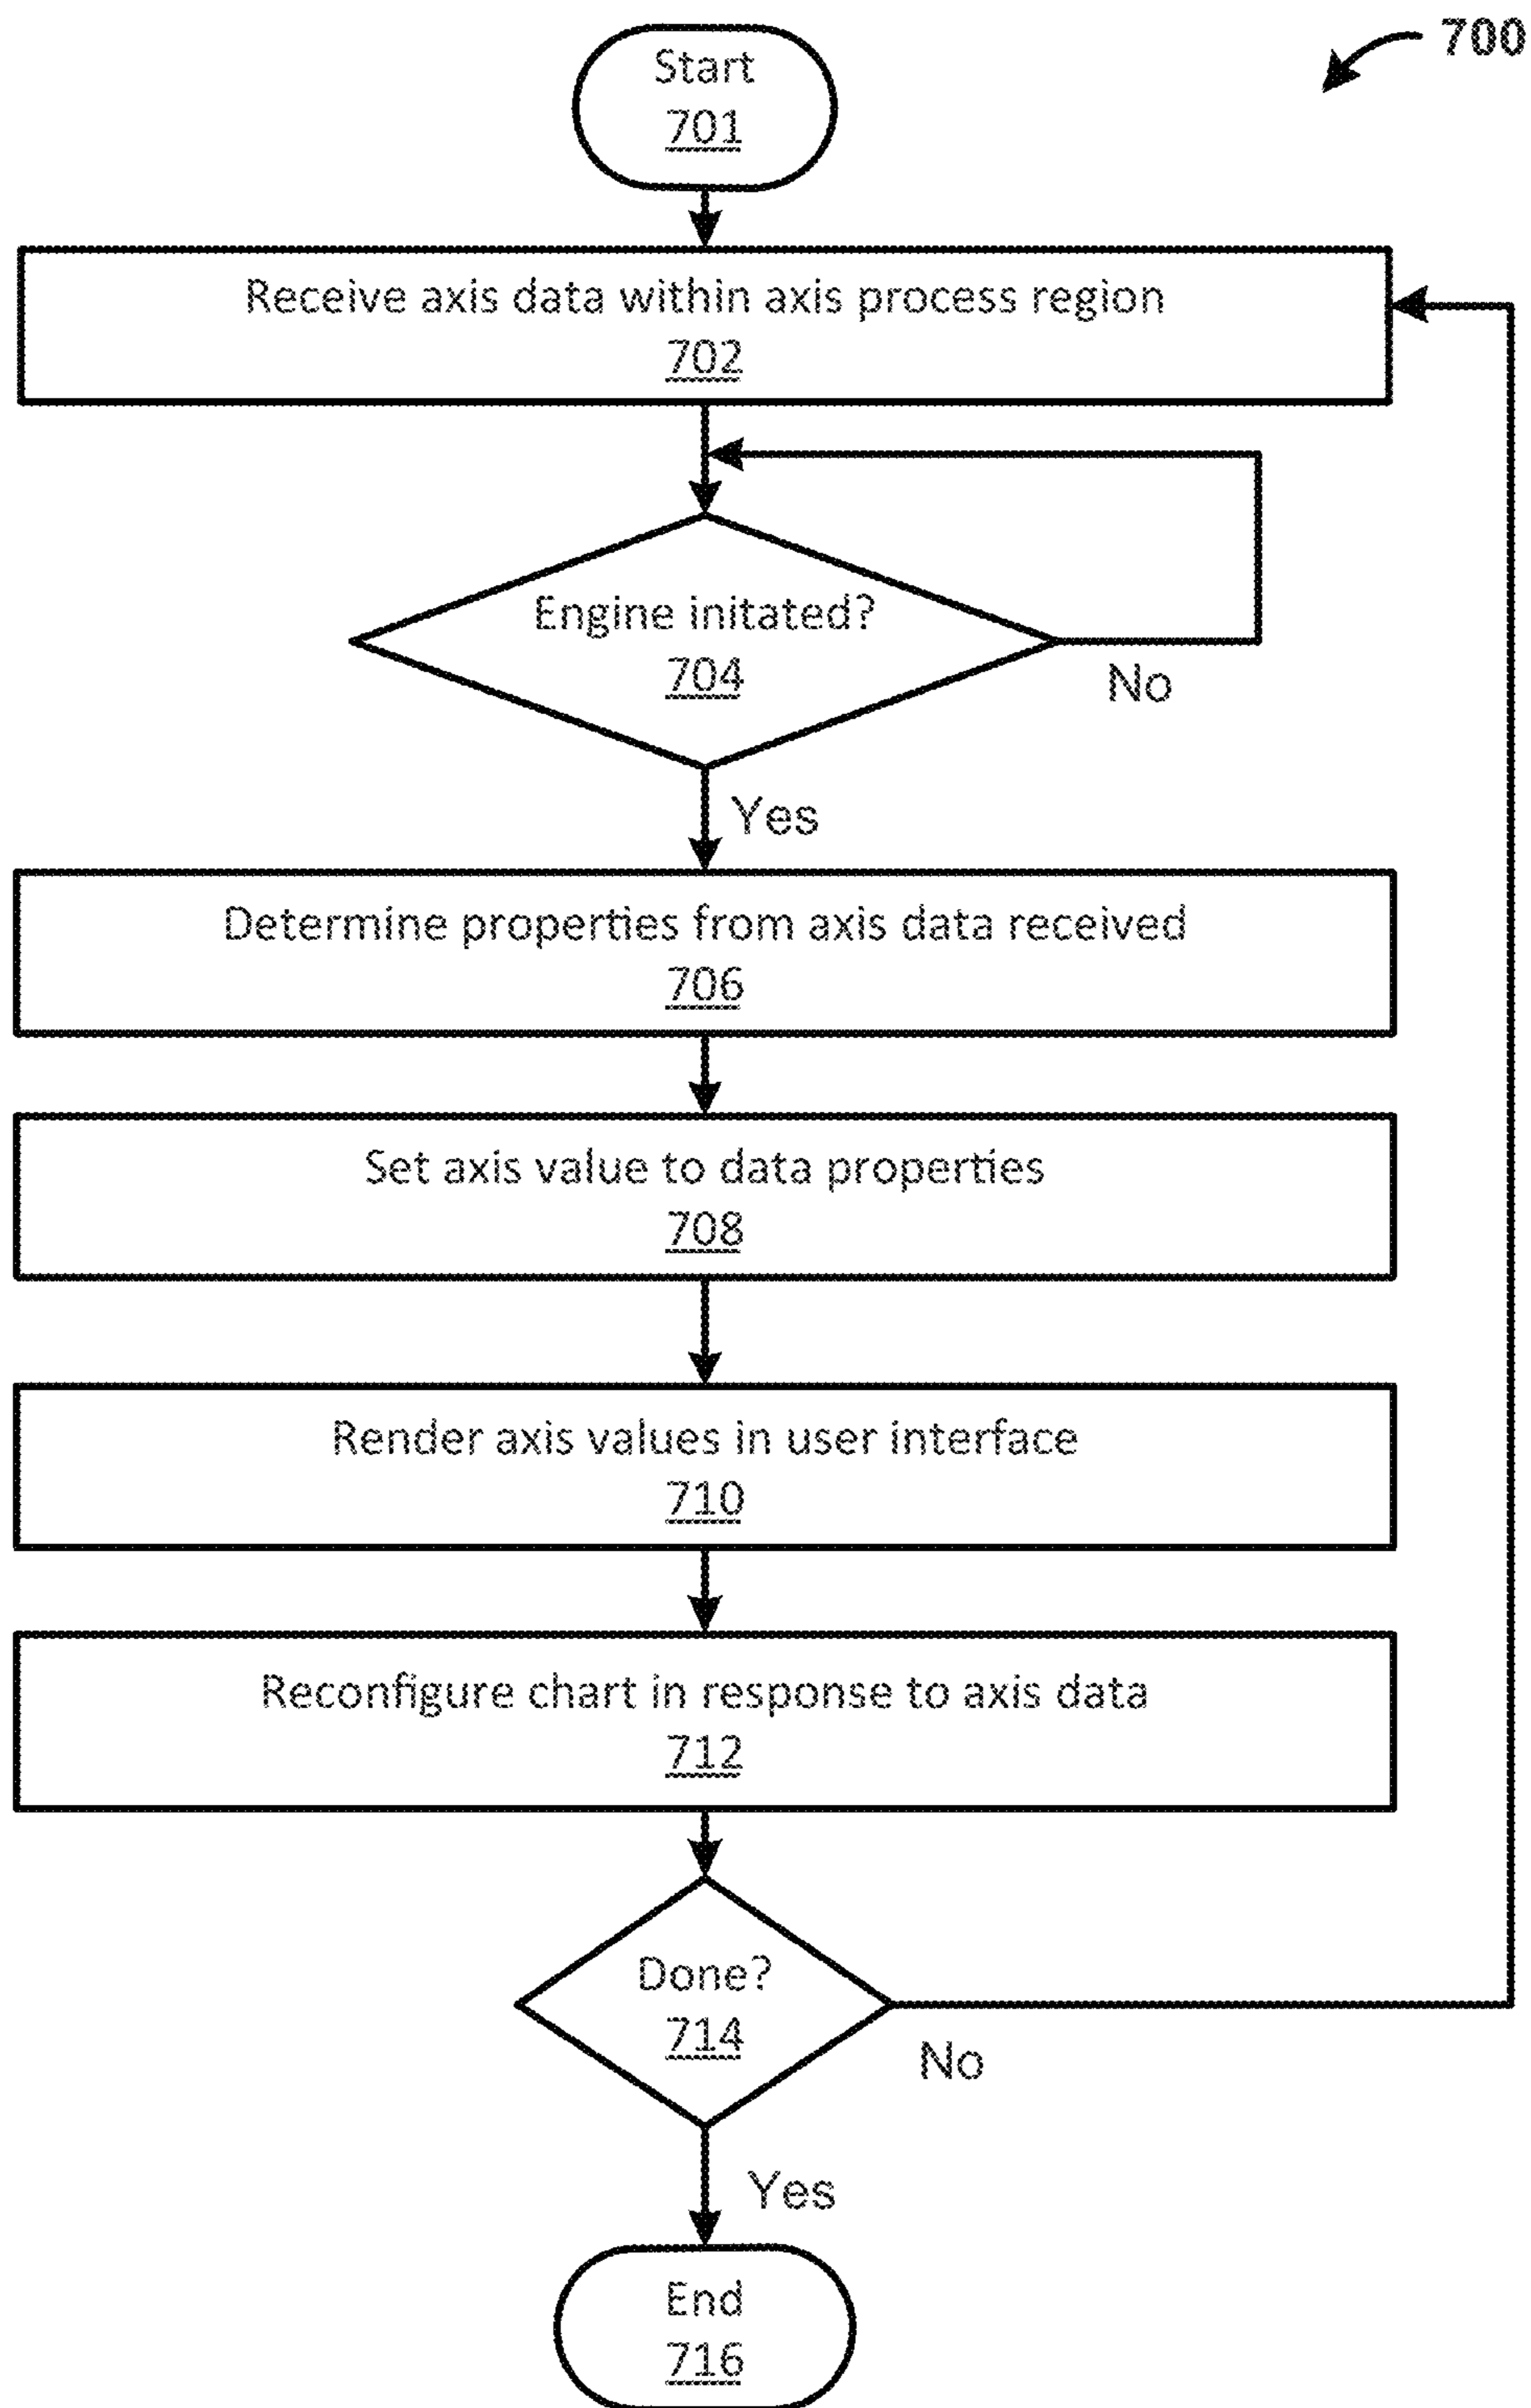 700
Start
701
Receive axis data within axis process region
702
Engine initated?
704
No
Yes
Determine properties from axis data received
706
Set axis value to data properties
708
Render axis values in user interface
710
Reconfigure chart in response to axis data
712
Done?
714
No
Yes
End
716